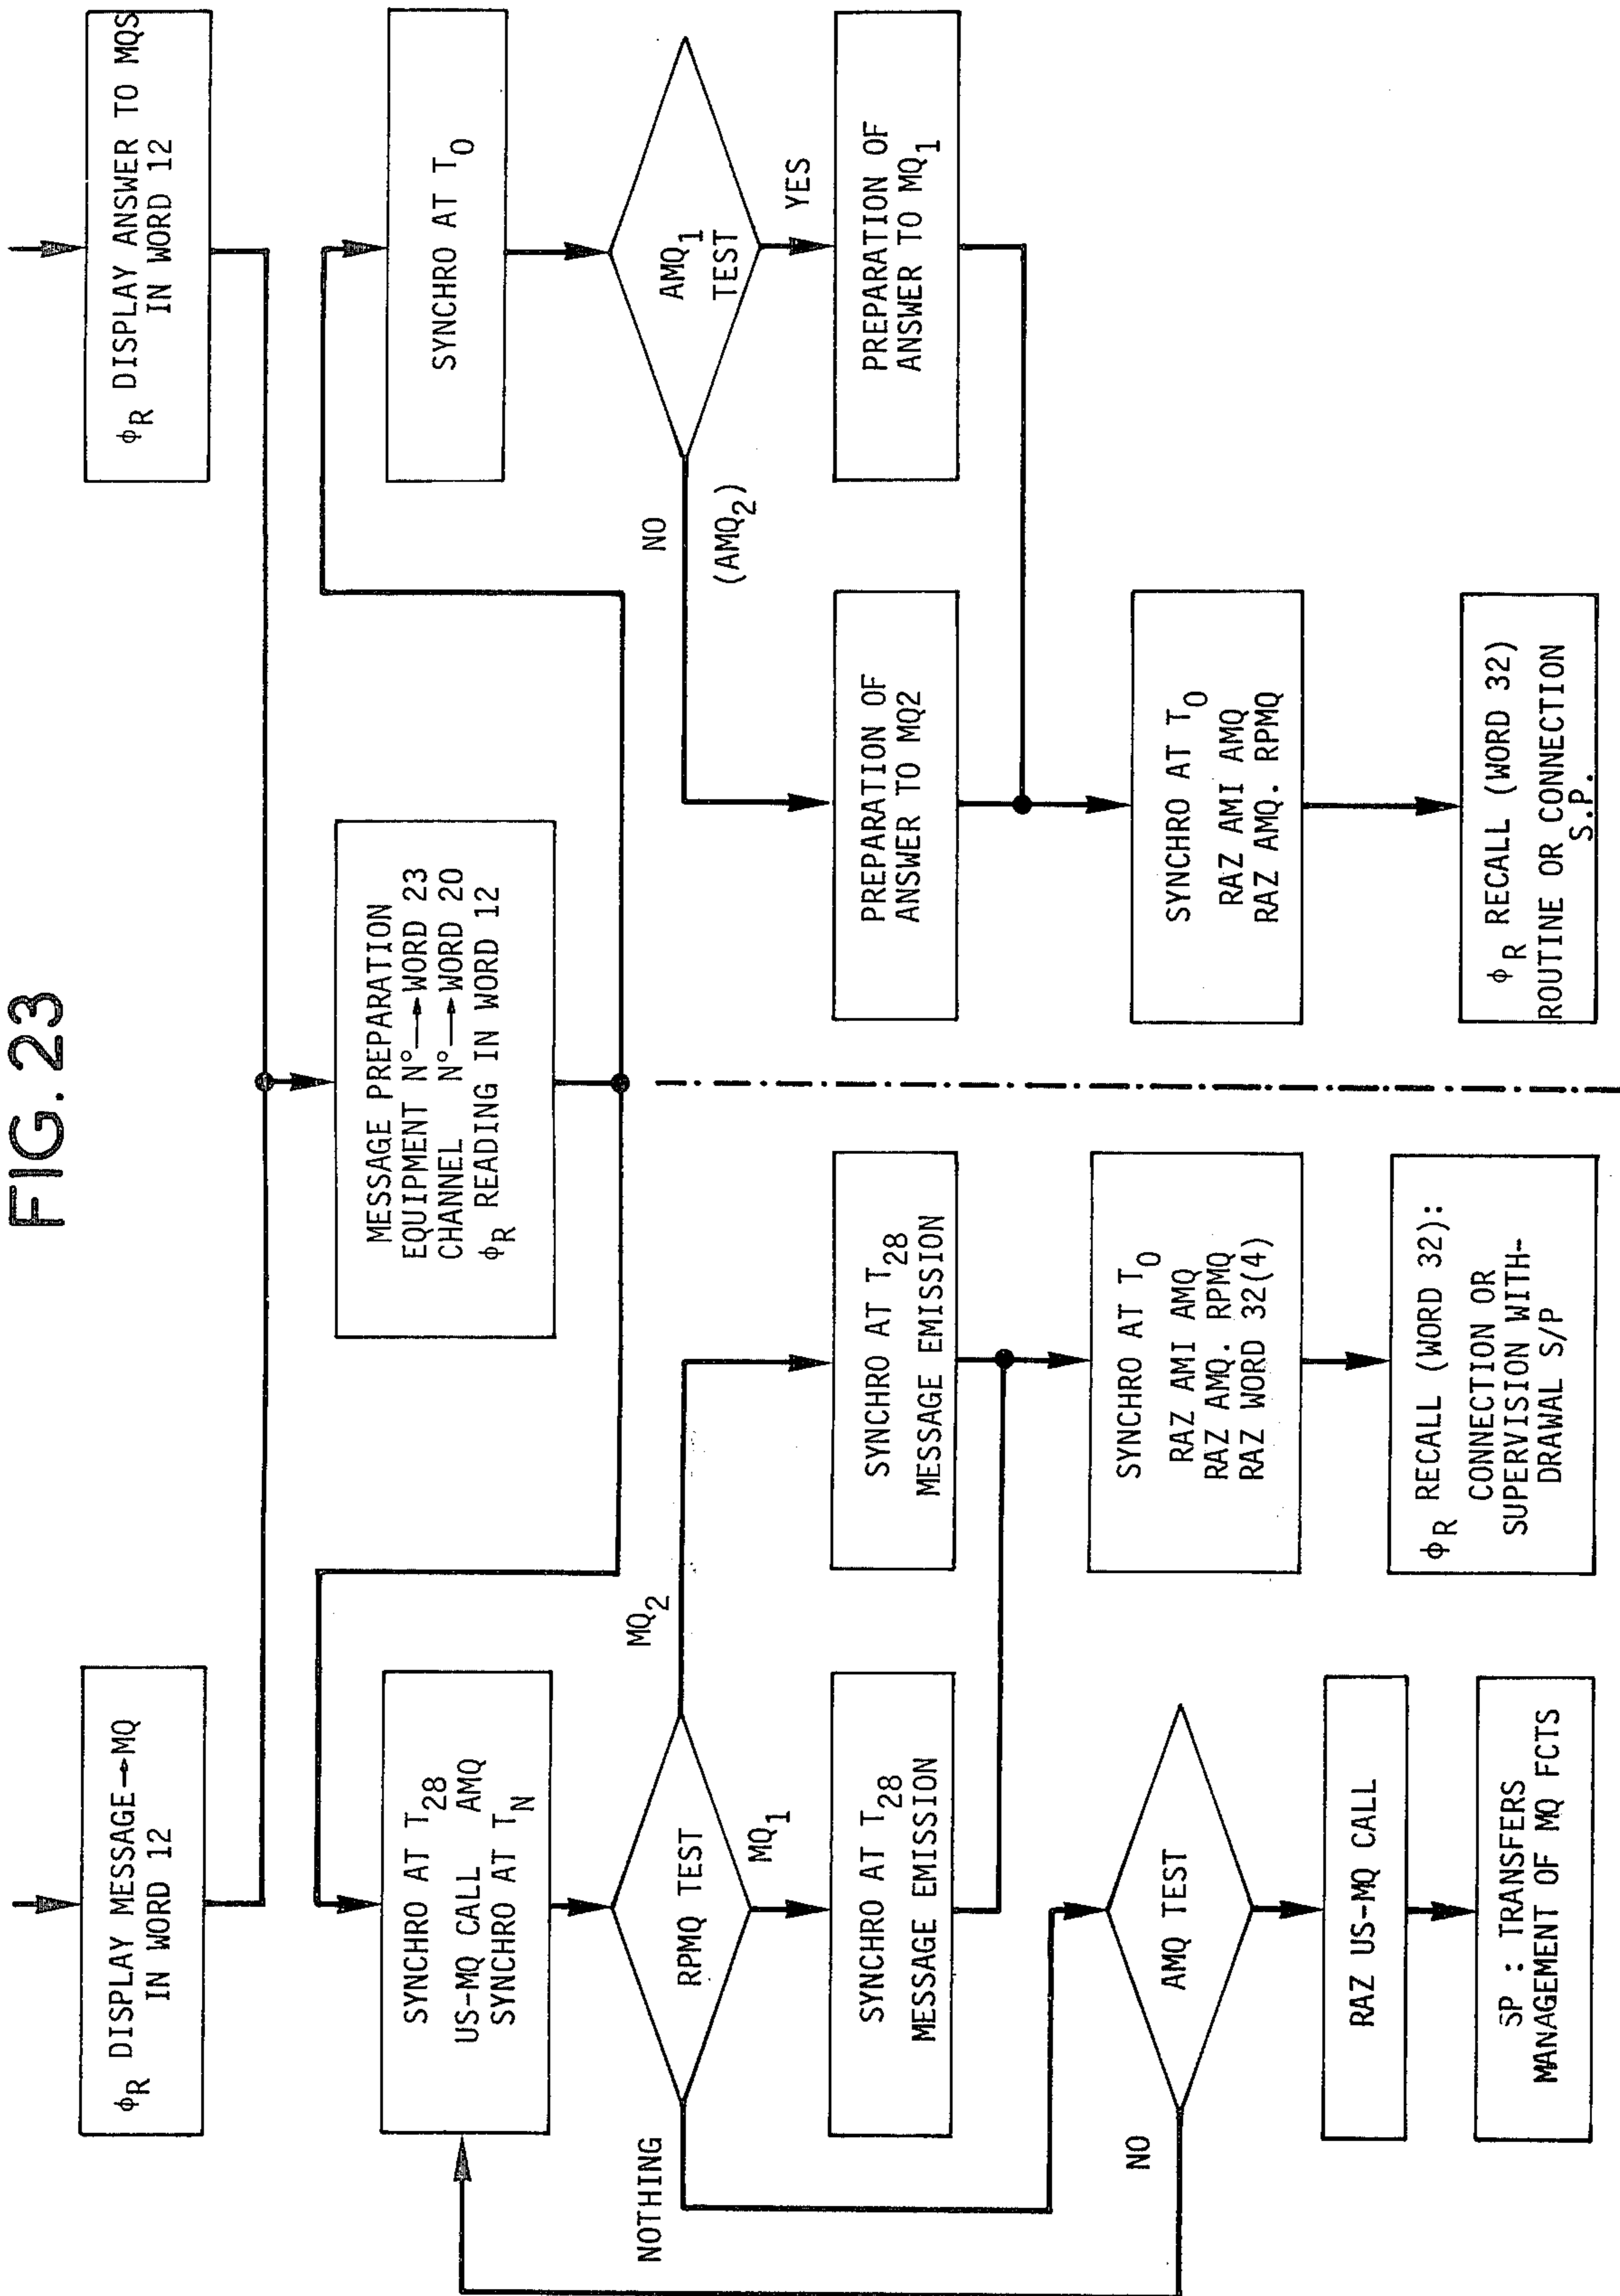 FIG. 23
ϕR DISPLAY MESSAGE→MQ
IN WORD 12
ϕR DISPLAY ANSWER TO MQS
IN WORD 12
MESSAGE PREPARATION
EQUIPMENT N°→WORD 23
CHANNEL N°→WORD 20
ϕR READING IN WORD 12
SYNCHRO AT T28
US-MQ CALL AMQ
SYNCHRO AT TN
RPMQ TEST
NOTHING
MQ1
MQ2
SYNCHRO AT T28
MESSAGE EMISSION
SYNCHRO AT T28
MESSAGE EMISSION
AMQ TEST
NO
RAZ US-MQ CALL
SP : TRANSFERS
MANAGEMENT OF MQ FCTS
SYNCHRO AT T0
RAZ AMI AMQ
RAZ AMQ. RPMQ
RAZ WORD 32(4)
ϕR RECALL (WORD 32):
CONNECTION OR
SUPERVISION WITH-
DRAWAL S/P
SYNCHRO AT T0
AMQ1
TEST
NO
(AMQ2)
YES
PREPARATION OF
ANSWER TO MQ2
PREPARATION OF
ANSWER TO MQ1
SYNCHRO AT T0
RAZ AMI AMQ
RAZ AMQ. RPMQ
ϕR RECALL (WORD 32)
ROUTINE OR CONNECTION
S.P.